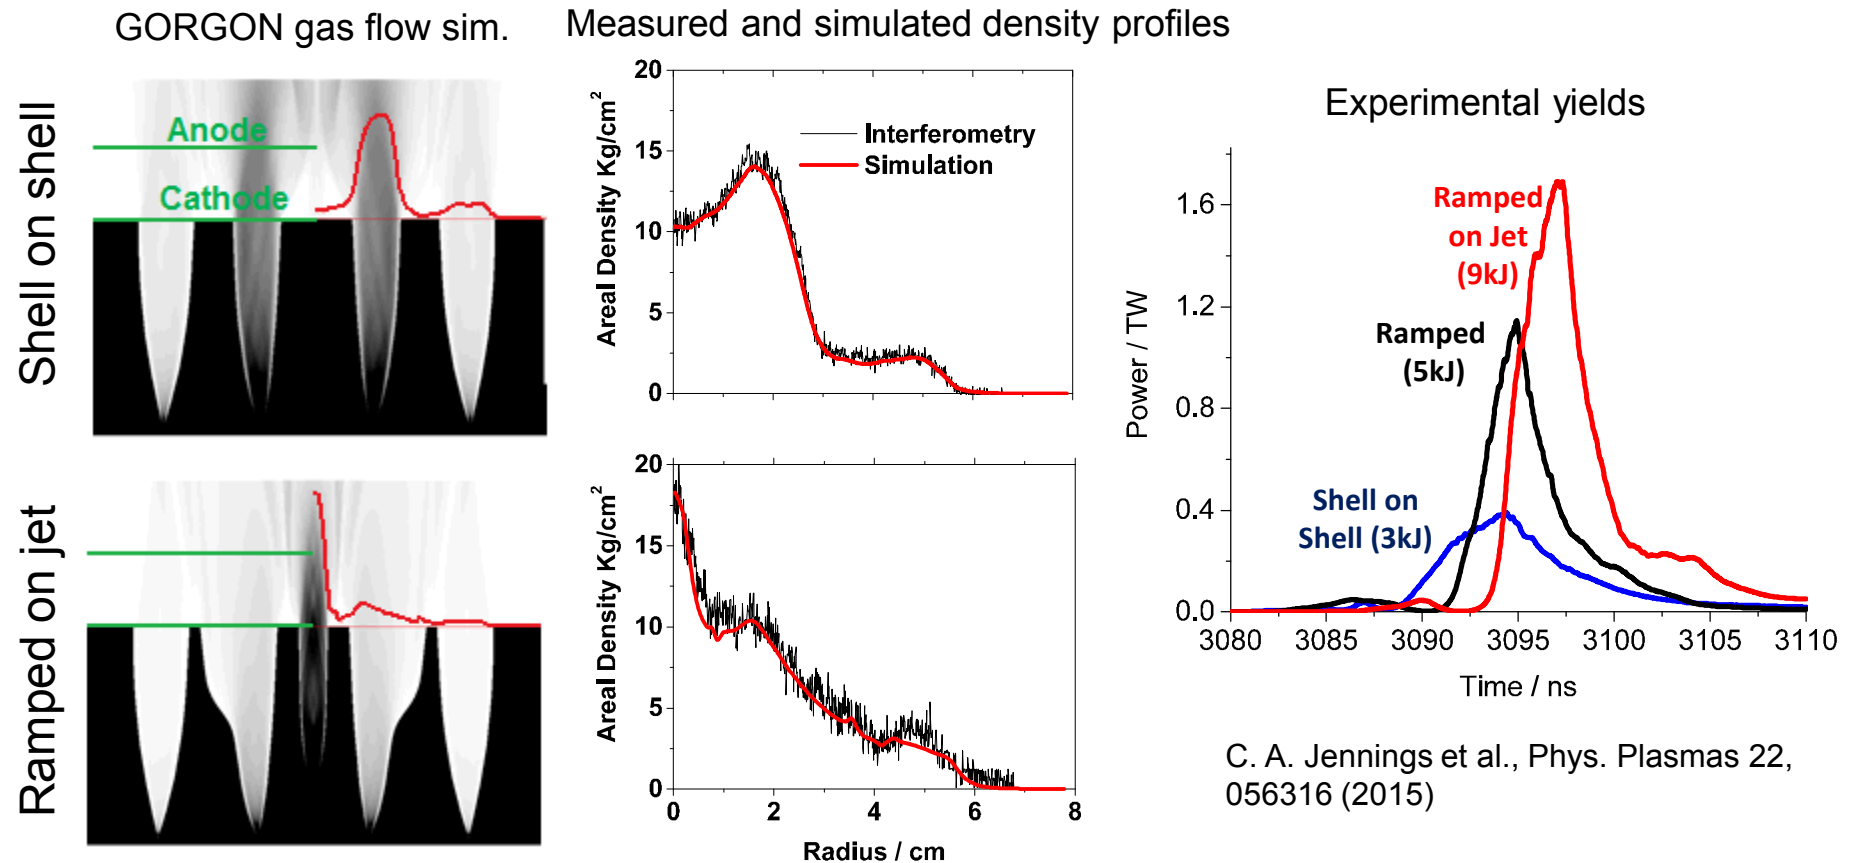 GORGON gas flow sim.
Measured and simulated density profiles
Shell on shell
Anode
Cathode
20
15
10
5
0
Areal Density Kg/cm²
Interferometry
Simulation
Experimental yields
Ramped
on Jet
(9kJ)
Ramped
(5kJ)
Shell on
Shell (3kJ)
1.6
1.2
0.8
0.4
0.0
Power / TW
3080 3085 3090 3095 3100 3105 3110
Time / ns
Ramped on jet
20
15
10
5
0
Areal Density Kg/cm²
0 2 4 6 8
Radius / cm
C. A. Jennings et al., Phys. Plasmas 22,
056316 (2015)